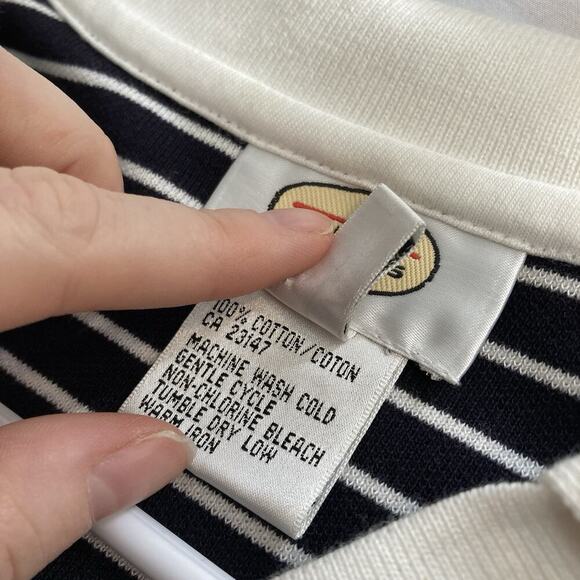 100% COTTON/COTON
CA 23147
MACHINE WASH COLD
GENTLE CYCLE
NON-CHLORINE BLEACH
TUMBLE DRY LOW
WARM IRON